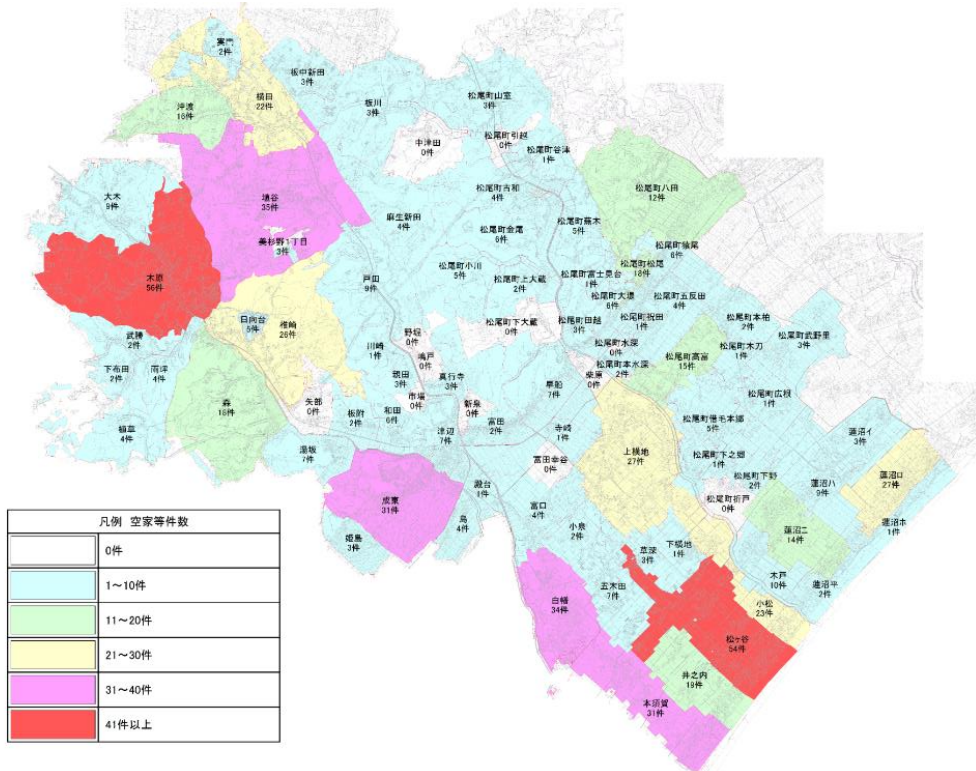 実門
2件
板中新田
3件
横田
22件
沖渡
16件
板川
3件
松尾町山室
3件
中津田
0件
松尾町引越
0件
松尾町谷津
1件
松尾町八田
12件
大木
9件
埴谷
35件
美杉野1丁目
3件
麻生新田
4件
松尾町古和
4件
松尾町金尾
6件
松尾町蕪木
5件
松尾町猿尾
6件
松尾町松尾
18件
木原
56件
戸田
9件
松尾町小川
5件
松尾町上大蔵
2件
松尾町富士見台
1件
松尾町大堤
6件
松尾町五反田
4件
日向台
5件
椎崎
26件
松尾町下大蔵
0件
松尾町田越
3件
松尾町祝田
1件
松尾町本柏
2件
松尾町武野里
3件
武勝
2件
雨坪
4件
下布田
2件
野堀
0件
鳴戸
0件
川崎
1件
松尾町水深
0件
松尾町本水深
2件
松尾町高富
15件
松尾町木刀
1件
森
矢部
0件
親田
3件
真行寺
3件
市場
0件
新泉
早船
7件
柴原
0件
松尾町広根
1件
植草
4件
板附
2件
和田
6件
津辺
7件
富田
2件
寺崎
1件
松尾町借毛本郷
5件
蓮沼イ
3件
湯坂
7件
上横地
27件
松尾町下之郷
1件
松尾町下野
2件
蓮沼ハ
9件
蓮沼ロ
27件
富田幸谷
0件
殿台
1件
松尾町折戸
0件
成東
31件
富口
4件
蓮沼ニ
14件
蓮沼ホ
1件
島
4件
小泉
2件
姫島
3件
草深
3件
下横地
1件
木戸
10件
蓮沼平
2件
五木田
7件
白幡
34件
小松
23件
松ヶ谷
54件
井之内
19件
本須賀
31件
凡例 空家等件数
0件
1～10件
11～20件
21～30件
31～40件
41件以上